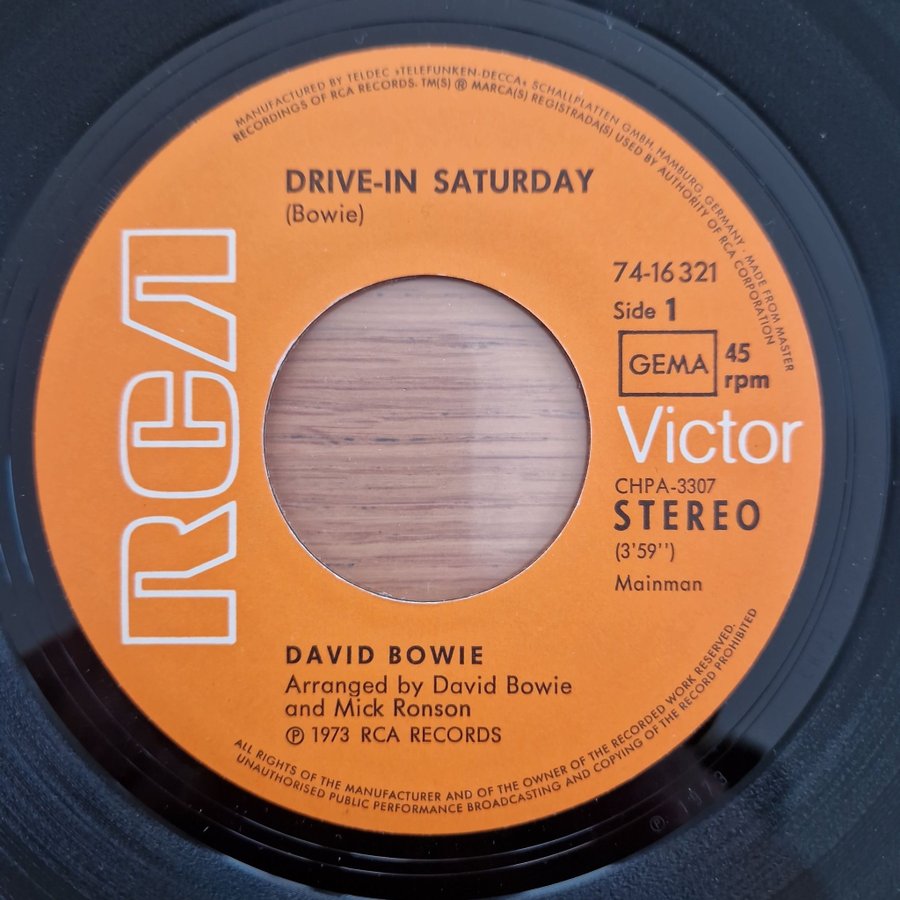 MANUFACTURED BY TELDEC »TELEFUNKEN-DECCA« SCHALLPLATTEN GMBH, HAMBURG, GERMANY · MADE FROM MASTER
RECORDINGS OF RCA RECORDS. TM(S) ® MARCA(S) REGISTRADA(S) USED BY AUTHORITY OF RCA CORPORATION
DRIVE-IN SATURDAY
(Bowie)
RCA
74-16 321
Side 1
GEMA
45
rpm
Victor
CHPA-3307
STEREO
(3'59'')
Mainman
DAVID BOWIE
Arranged by David Bowie
and Mick Ronson
℗ 1973 RCA RECORDS
ALL RIGHTS OF THE MANUFACTURER AND OF THE OWNER OF THE RECORDED WORK RESERVED.
UNAUTHORISED PUBLIC PERFORMANCE BROADCASTING AND COPYING OF THE RECORD PROHIBITED